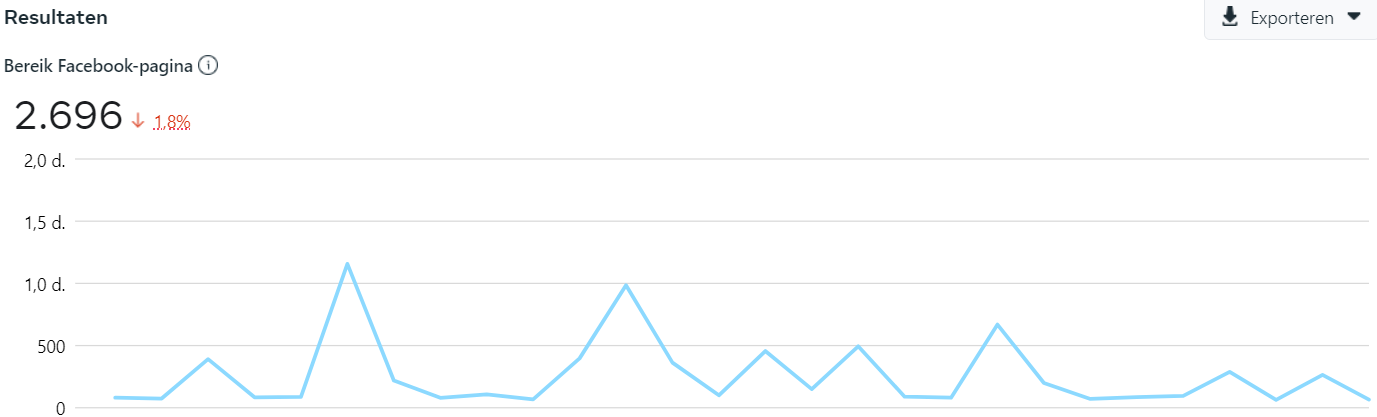 Resultaten
Exporteren
Bereik Facebook-pagina
2.696 ↓ 1,8%
2,0 d.
1,5 d.
1,0 d.
500
0